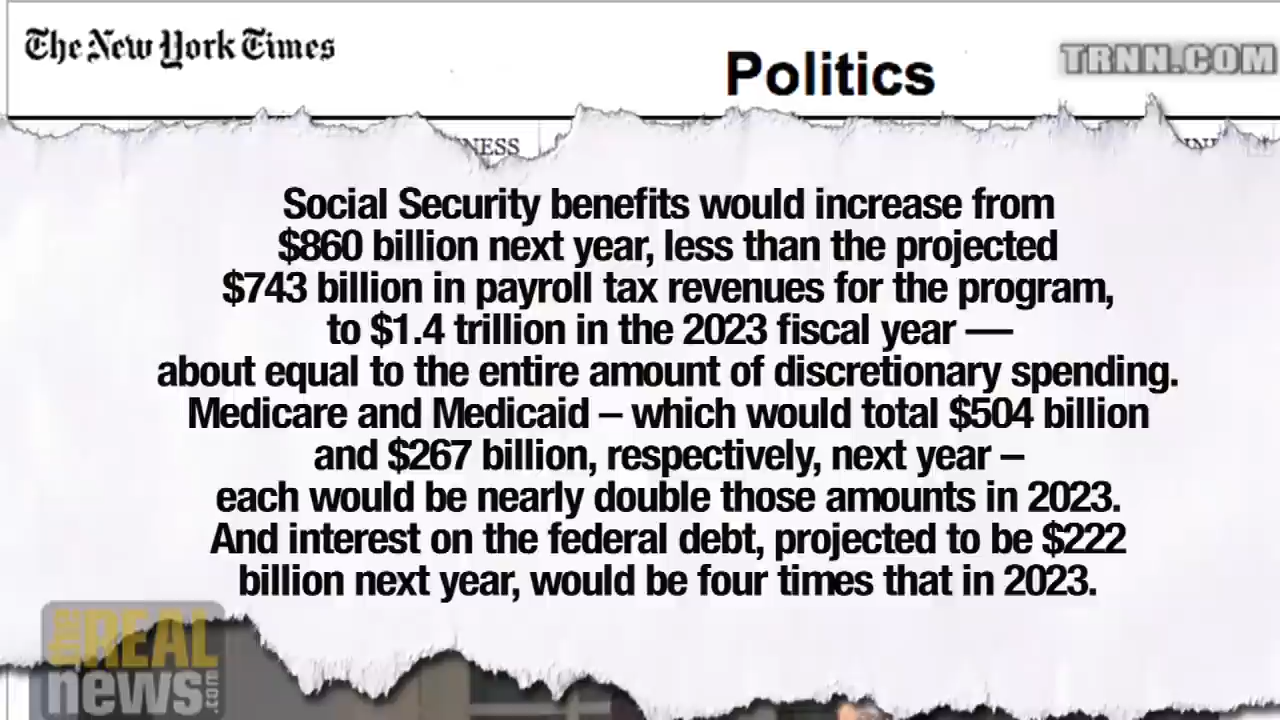 The New York Times
Politics
TRNN.COM
NESS
Social Security benefits would increase from
$860 billion next year, less than the projected
$743 billion in payroll tax revenues for the program,
to $1.4 trillion in the 2023 fiscal year —
about equal to the entire amount of discretionary spending.
Medicare and Medicaid – which would total $504 billion
and $267 billion, respectively, next year –
each would be nearly double those amounts in 2023.
And interest on the federal debt, projected to be $222
billion next year, would be four times that in 2023.
THE REAL
news.com